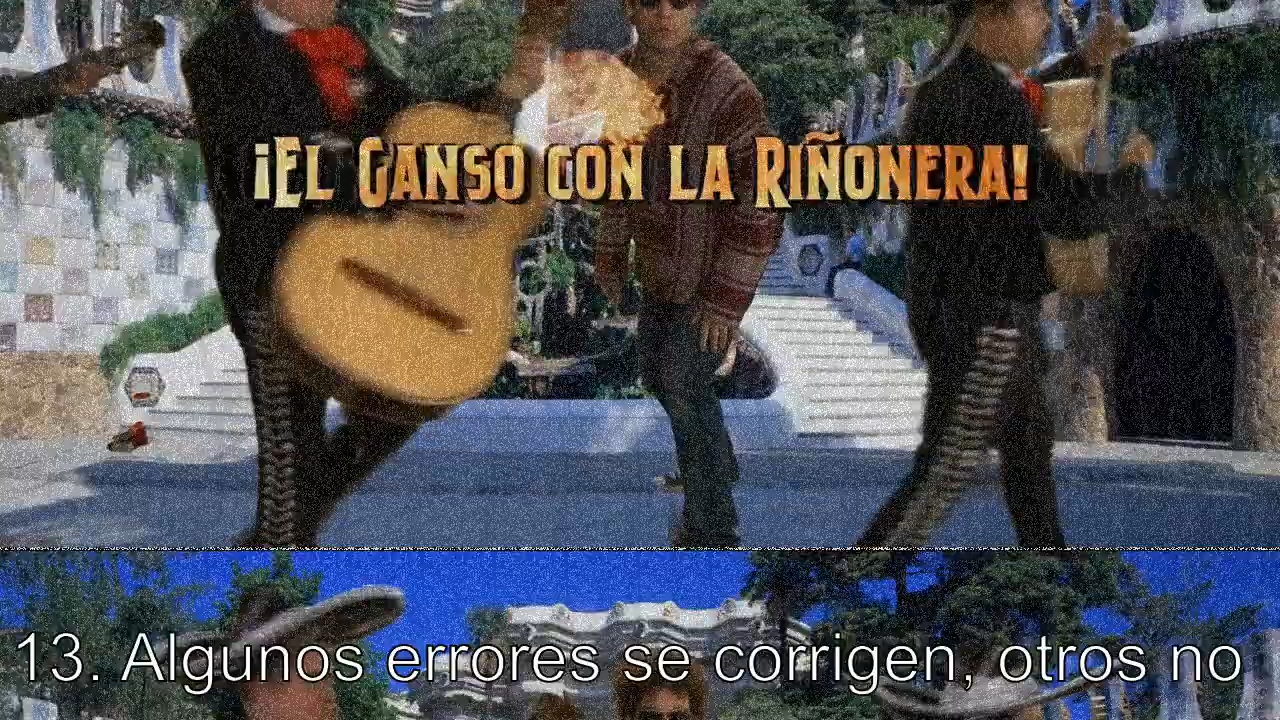 ¡El Ganso con la Riñonera!
13. Algunos errores se corrigen, otros no